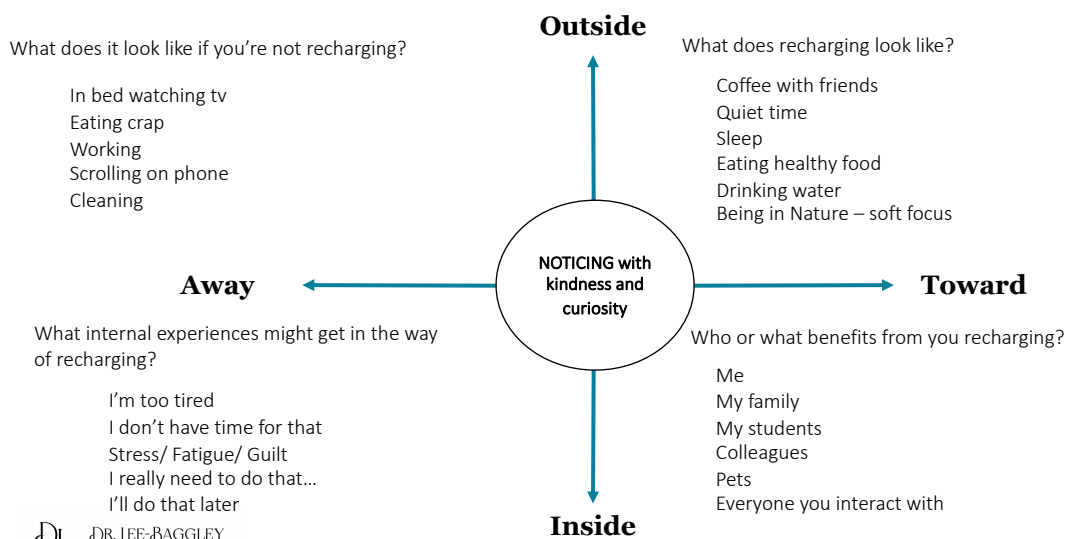 Outside
What does it look like if you're not recharging?
In bed watching tv
Eating crap
Working
Scrolling on phone
Cleaning
What does recharging look like?
Coffee with friends
Quiet time
Sleep
Eating healthy food
Drinking water
Being in Nature – soft focus
Away
NOTICING with
kindness and
curiosity
Toward
What internal experiences might get in the way
of recharging?
I'm too tired
I don't have time for that
Stress/ Fatigue/ Guilt
I really need to do that…
I'll do that later
Who or what benefits from you recharging?
Me
My family
My students
Colleagues
Pets
Everyone you interact with
Inside
DR. LEE-BAGGLEY